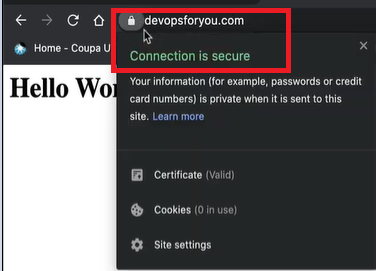 devopsforyou.com
Home - Coupa U
Connection is secure
Hello Wor
Your information (for example, passwords or credit
card numbers) is private when it is sent to this
site. Learn more
Certificate (Valid)
Cookies (0 in use)
Site settings